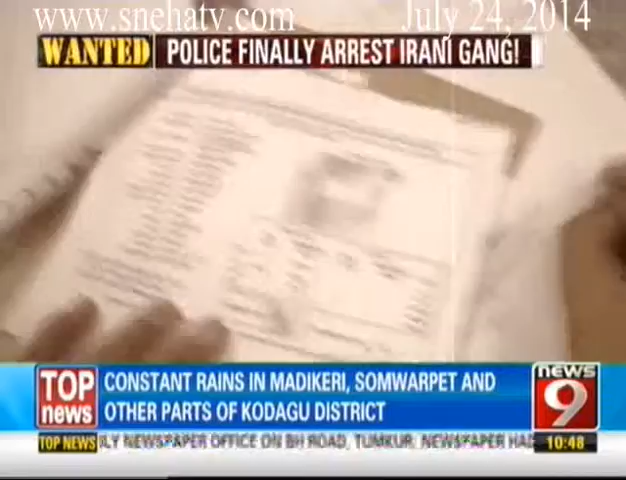 www.snehatv.com July 24, 2014
WANTED POLICE FINALLY ARREST IRANI GANG!
TOP news
CONSTANT RAINS IN MADIKERI, SOMWARPET AND
OTHER PARTS OF KODAGU DISTRICT
NEWS 9
TOP NEWS NEWSPAPER OFFICE ON BH ROAD, TUMKUR. NEWSPAPER HAD 10:48